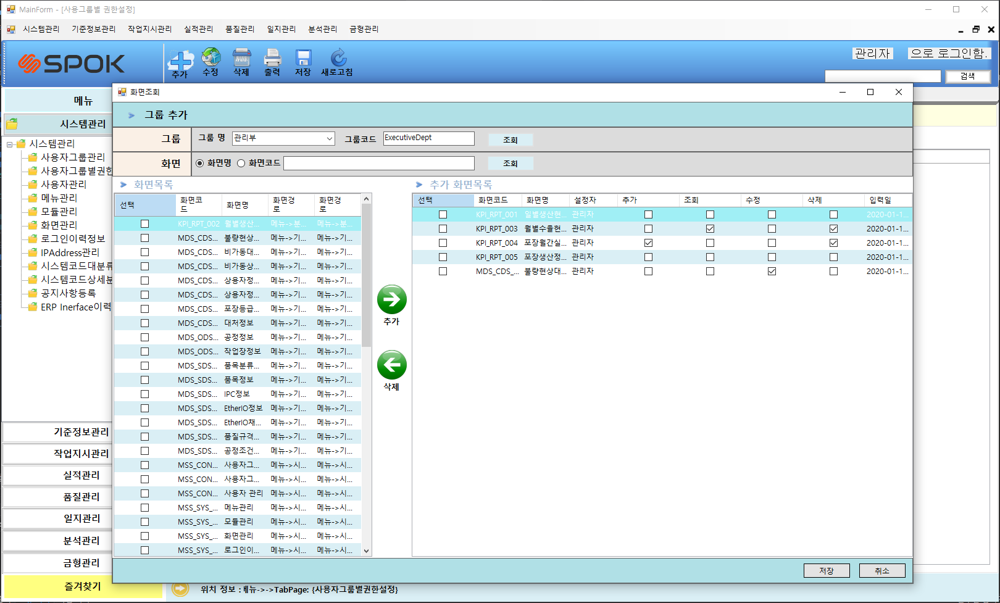 MainForm - [사용그룹별 권한설정]
시스템관리 기준정보관리 작업지시관리 실적관리 품질관리 일지관리 분석관리 금형관리
SPOK
추가 수정 삭제 출력 저장 새로고침
관리자 으로 로그인함.
검색
메뉴
시스템관리
시스템관리
사용자그룹관리
사용자그룹별권한
사용자관리
메뉴관리
모듈관리
화면관리
로그인이력정보
IPAddress관리
시스템코드대분류
시스템코드상세분
공지사항등록
ERP Inerface이력
기준정보관리
작업지시관리
실적관리
품질관리
일지관리
분석관리
금형관리
즐겨찾기
화면조회
그룹 추가
그룹 그룹 명 관리부 그룹코드 ExecutiveDept 조회
화면 화면명 화면코드 조회
화면목록
선택 화면코드 화면명 화면경로 화면경로
KPI_RPT_002 월별생산... 메뉴->분... 메뉴->분...
MDS_CDS... 불량현상... 메뉴->기... 메뉴->기...
MDS_CDS... 비가동대... 메뉴->기... 메뉴->기...
MDS_CDS... 비가동상... 메뉴->기... 메뉴->기...
MDS_CDS... 상용자정... 메뉴->기... 메뉴->기...
MDS_CDS... 상용자정... 메뉴->기... 메뉴->기...
MDS_CDS... 포장등급... 메뉴->기... 메뉴->기...
MDS_CDS... 대처정보 메뉴->기... 메뉴->기...
MDS_ODS... 공정정보 메뉴->기... 메뉴->기...
MDS_ODS... 작업장정보 메뉴->기... 메뉴->기...
MDS_SDS... 품목분류... 메뉴->기... 메뉴->기...
MDS_SDS... 품목정보 메뉴->기... 메뉴->기...
MDS_SDS... IPC정보 메뉴->기... 메뉴->기...
MDS_SDS... EtherIO정보 메뉴->기... 메뉴->기...
MDS_SDS... EtherIO채... 메뉴->기... 메뉴->기...
MDS_SDS... 품질규격... 메뉴->기... 메뉴->기...
MDS_SDS... 공정조건... 메뉴->기... 메뉴->기...
MSS_CON... 사용자그... 메뉴->시... 메뉴->시...
MSS_CON... 사용자그... 메뉴->시... 메뉴->시...
MSS_CON... 사용자 관리 메뉴->시... 메뉴->시...
MSS_SYS_... 메뉴관리 메뉴->시... 메뉴->시...
MSS_SYS_... 모듈관리 메뉴->시... 메뉴->시...
MSS_SYS_... 화면관리 메뉴->시... 메뉴->시...
MSS_SYS_... 로그인이... 메뉴->시... 메뉴->시...
추가
삭제
추가 화면목록
선택 화면코드 화면명 설정자 추가 조회 수정 삭제 입력일
KPI_RPT_001 일별생산현... 관리자 2020-01-1...
KPI_RPT_003 월별수율현... 관리자 2020-01-1...
KPI_RPT_004 포장월간실... 관리자 2020-01-1...
KPI_RPT_005 포장생산정... 관리자 2020-01-1...
MDS_CDS_... 불량현상대... 관리자 2020-01-1...
저장 취소
위치 정보 : 메뉴->->TabPage: {사용자그룹별권한설정}